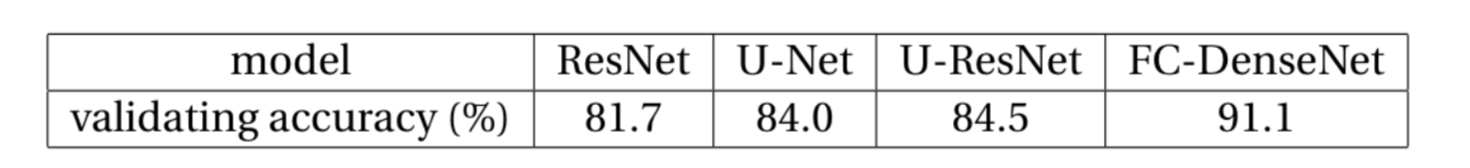 model ResNet U-Net U-ResNet FC-DenseNet
validating accuracy (%) 81.7 84.0 84.5 91.1